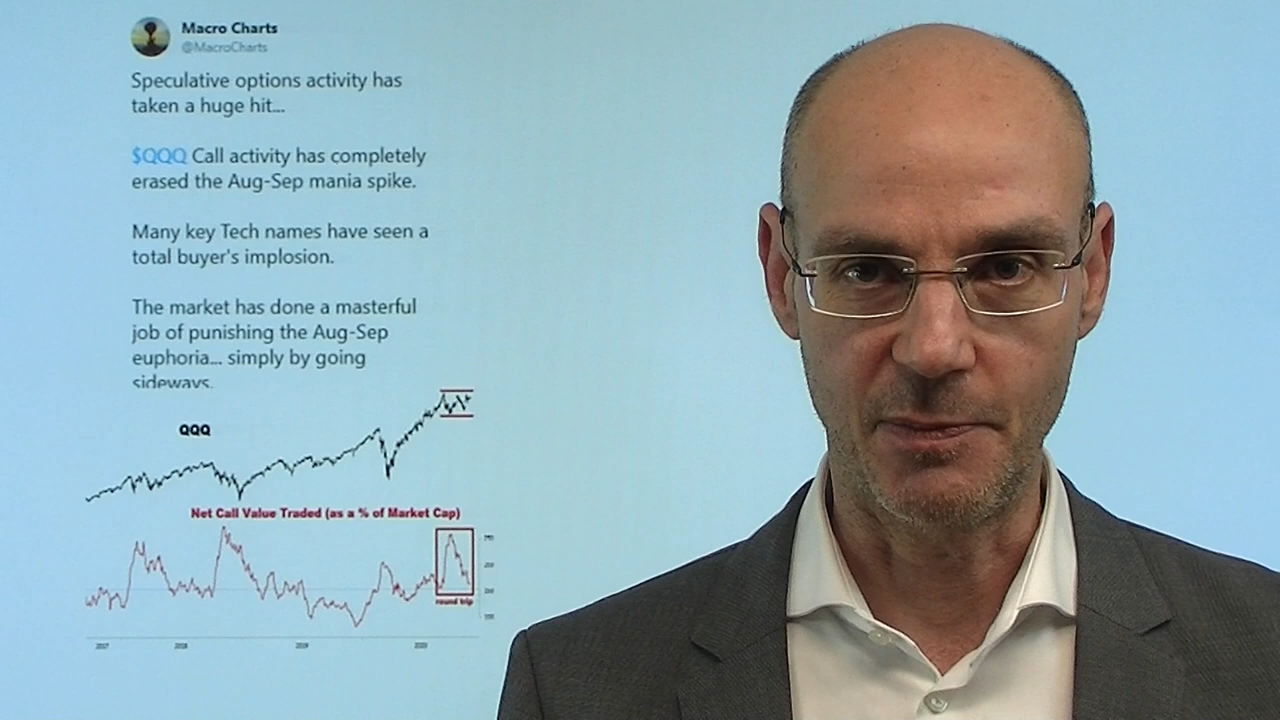 Macro Charts
@MacroCharts
Speculative options activity has
taken a huge hit...
$QQQ Call activity has completely
erased the Aug-Sep mania spike.
Many key Tech names have seen a
total buyer's implosion.
The market has done a masterful
job of punishing the Aug-Sep
euphoria... simply by going
sideways.
QQQ
Net Call Value Traded (as a % of Market Cap)
round trip
2017 2018 2019 2020